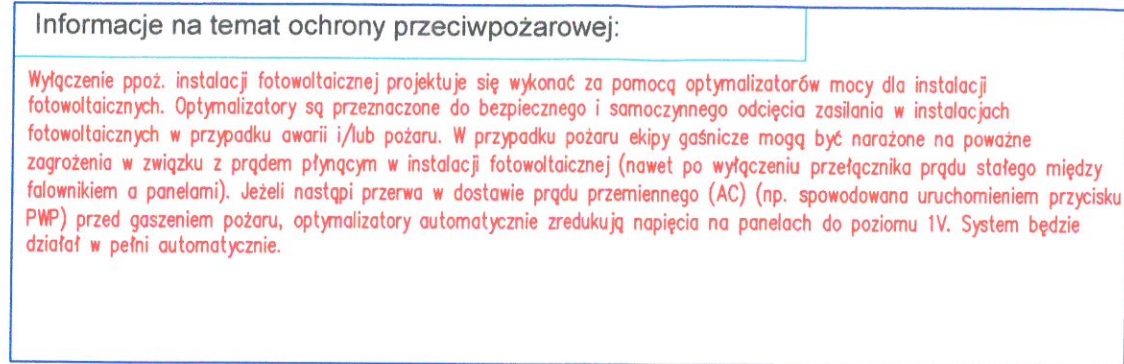 Informacje na temat ochrony przeciwpożarowej:
Wyłączenie ppoż. instalacji fotowoltaicznej projektuje się wykonać za pomocą optymalizatorów mocy dla instalacji
fotowoltaicznych. Optymalizatory są przeznaczone do bezpiecznego i samoczynnego odcięcia zasilania w instalacjach
fotowoltaicznych w przypadku awarii i/lub pożaru. W przypadku pożaru ekipy gaśnicze mogą być narażone na poważne
zagrożenia w związku z prądem płynącym w instalacji fotowoltaicznej (nawet po wyłączeniu przełącznika prądu stałego między
falownikiem a panelami). Jeżeli nastąpi przerwa w dostawie prądu przemiennego (AC) (np. spowodowana uruchomieniem przycisku
PWP) przed gaszeniem pożaru, optymalizatory automatycznie zredukują napięcia na panelach do poziomu 1V. System będzie
działał w pełni automatycznie.